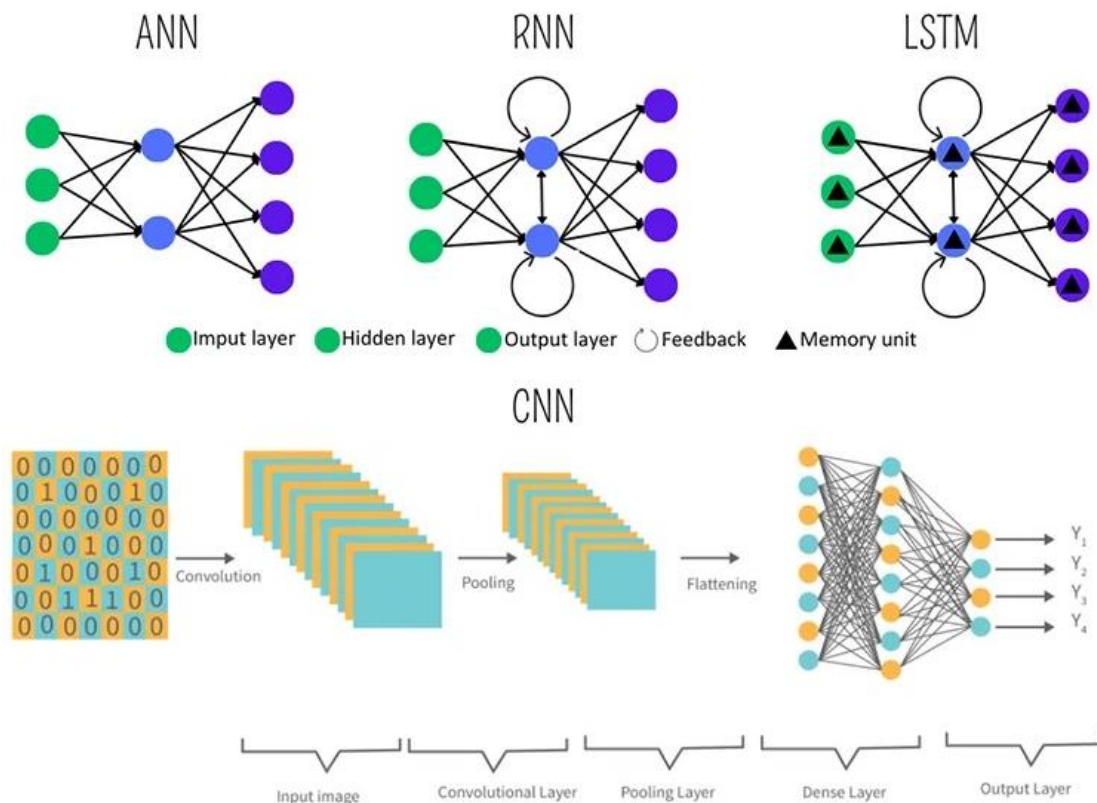 ANN RNN LSTM
Imput layer Hidden layer Output layer Feedback Memory unit
CNN
0 0 0 0 0 0 0
0 1 0 0 0 1 0
0 0 0 0 0 0 0
0 0 0 1 0 0 0
0 1 0 0 0 1 0
0 0 1 1 1 0 0
0 0 0 0 0 0 0
Convolution
Pooling
Flattening
Y1
Y2
Y3
Y4
Input image Convolutional Layer Pooling Layer Dense Layer Output Layer